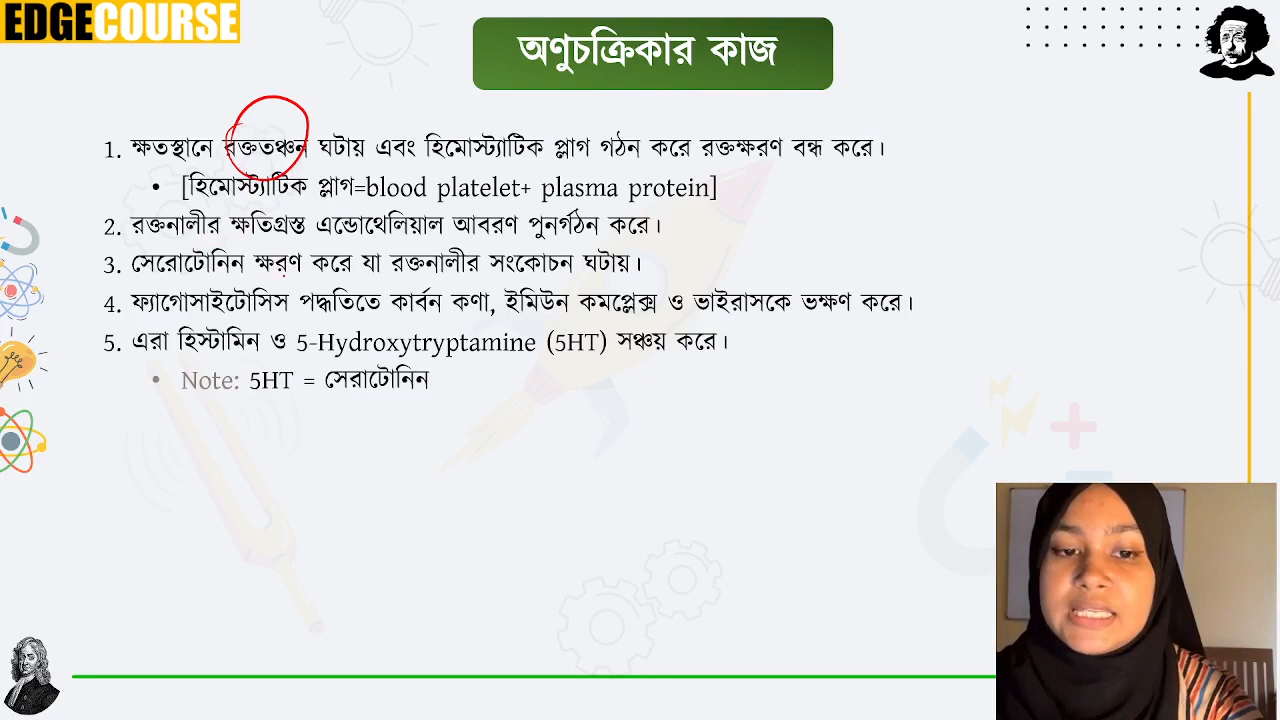 EDGECOURSE
অণুচক্রিকার কাজ
1. ক্ষতস্থানে রক্ততঞ্চন ঘটায় এবং হিমোস্ট্যাটিক প্লাগ গঠন করে রক্তক্ষরণ বন্ধ করে।
• [হিমোস্ট্যাটিক প্লাগ=blood platelet+ plasma protein]
2. রক্তনালীর ক্ষতিগ্রস্ত এন্ডোথেলিয়াল আবরণ পুনর্গঠন করে।
3. সেরোটোনিন ক্ষরণ করে যা রক্তনালীর সংকোচন ঘটায়।
4. ফ্যাগোসাইটোসিস পদ্ধতিতে কার্বন কণা, ইমিউন কমপ্লেক্স ও ভাইরাসকে ভক্ষণ করে।
5. এরা হিস্টামিন ও 5-Hydroxytryptamine (5HT) সঞ্চয় করে।
• Note: 5HT = সেরাটোনিন